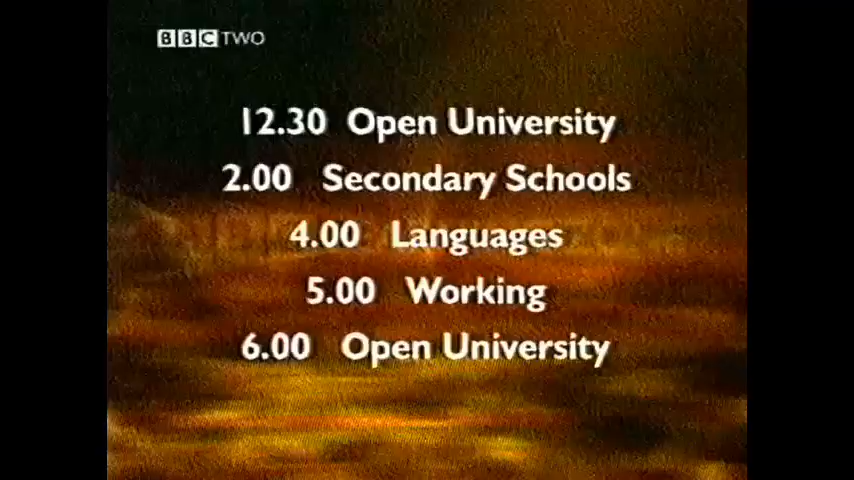 BBC TWO
12.30 Open University
2.00 Secondary Schools
4.00 Languages
5.00 Working
6.00 Open University